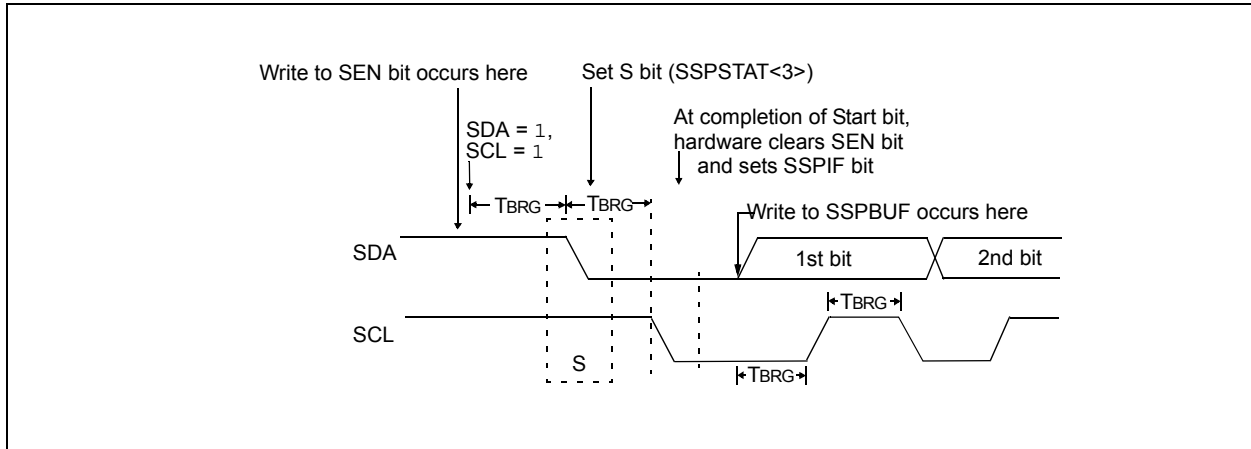 Write to SEN bit occurs here
Set S bit (SSPSTAT<3>)
SDA = 1,
SCL = 1
At completion of Start bit,
hardware clears SEN bit
and sets SSPIF bit
TBRG
TBRG
Write to SSPBUF occurs here
SDA
1st bit
2nd bit
TBRG
SCL
S
TBRG